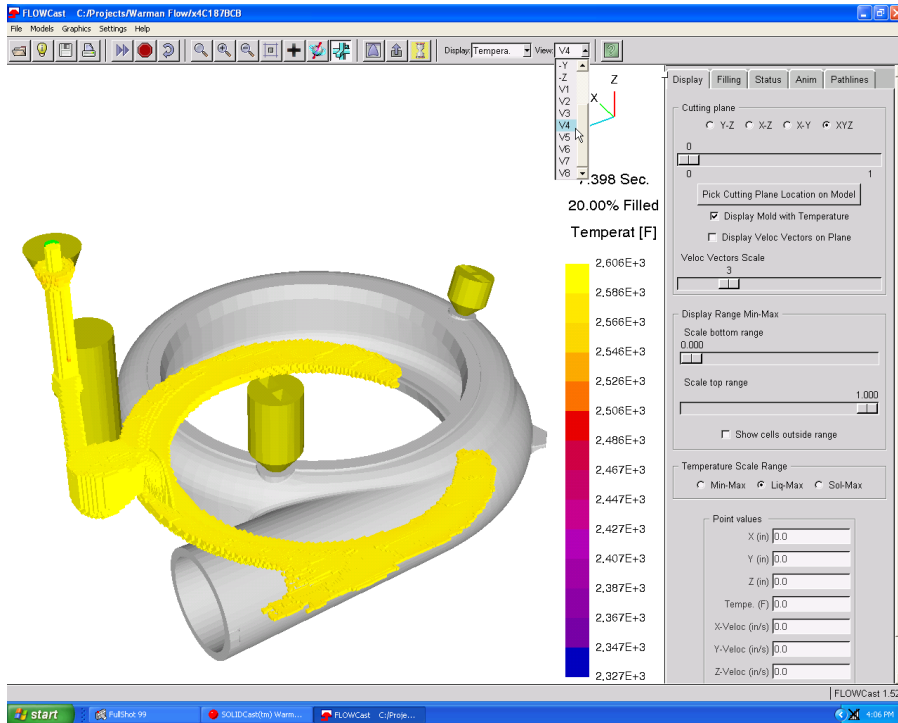 FLOWCast C:/Projects/Warman Flow/x4C187BCB
File Models Graphics Settings Help
Display: Tempera. View: V4
-Y
-Z
V1
V2
V3
V4
V5
V6
V7
V8
Z
X
7.398 Sec.
20.00% Filled
Temperat [F]
2,606E+3
2,586E+3
2,566E+3
2,546E+3
2,526E+3
2,506E+3
2,486E+3
2,467E+3
2,447E+3
2,427E+3
2,407E+3
2,387E+3
2,367E+3
2,347E+3
2,327E+3
Display Filling Status Anim Pathlines
Cutting plane
Y-Z X-Z X-Y XYZ
0
0 1
Pick Cutting Plane Location on Model
Display Mold with Temperature
Display Veloc Vectors on Plane
Veloc Vectors Scale
3
Display Range Min-Max
Scale bottom range
0.000
Scale top range
1.000
Show cells outside range
Temperature Scale Range
Min-Max Liq-Max Sol-Max
Point values
X (in) 0.0
Y (in) 0.0
Z (in) 0.0
Tempe. (F) 0.0
X-Veloc (in/s) 0.0
Y-Veloc (in/s) 0.0
Z-Veloc (in/s) 0.0
FLOWCast 1.52
start FullShot 99 SOLIDCast(tm) Warm... FLOWCast C:/Proje... 4:06 PM